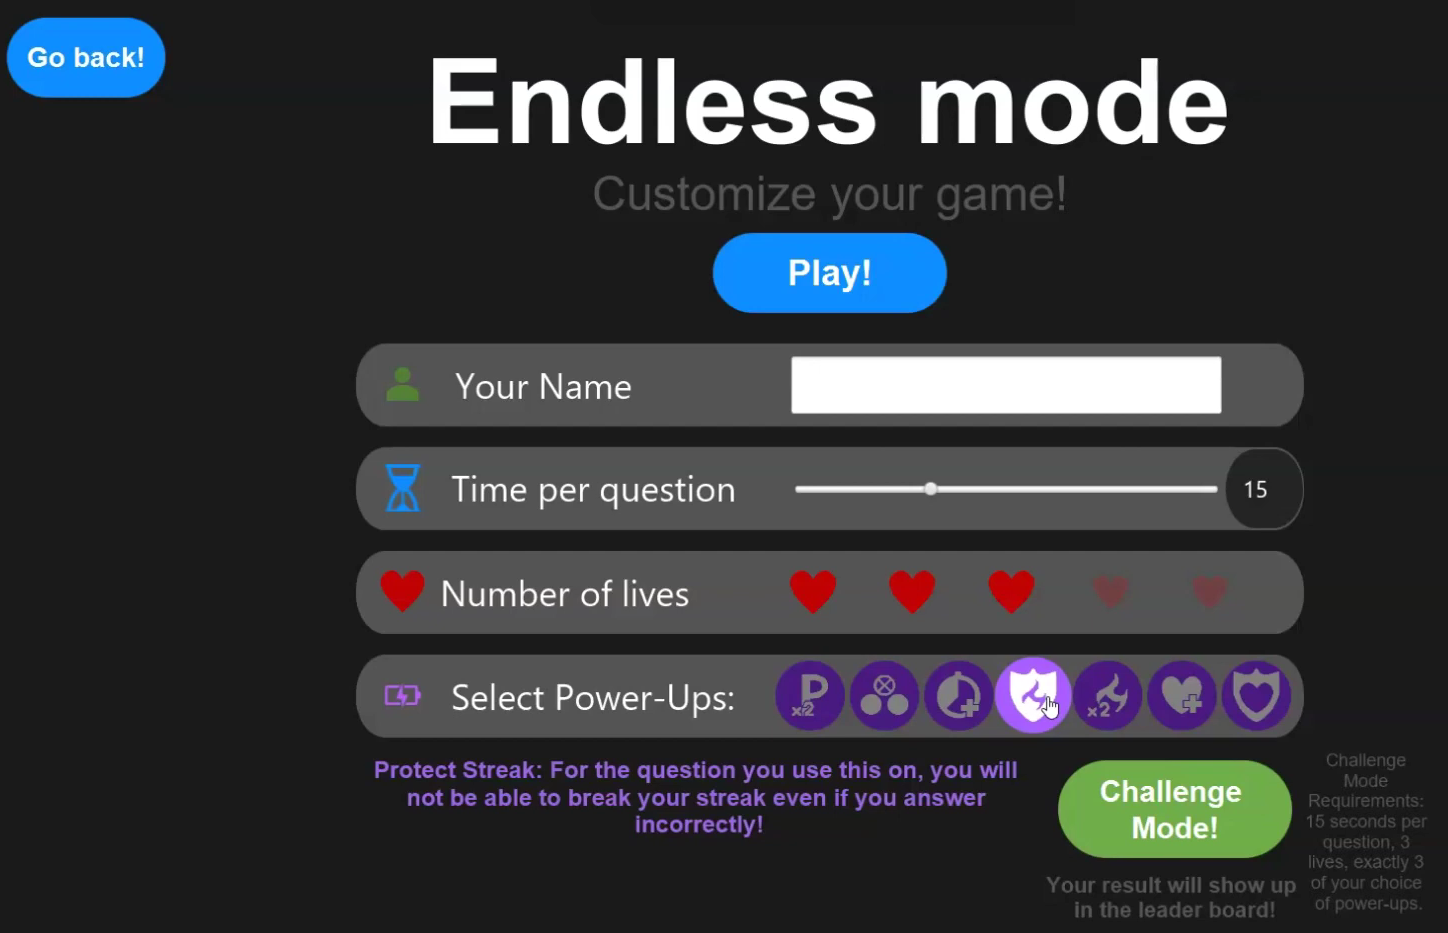 Go back!
Endless mode
Customize your game!
Play!
Your Name
Time per question
15
Number of lives
Select Power-Ups:
P
x2
x2
Protect Streak: For the question you use this on, you will
not be able to break your streak even if you answer
incorrectly!
Challenge
Mode!
Your result will show up
in the leader board!
Challenge
Mode
Requirements:
15 seconds per
question, 3
lives, exactly 3
of your choice
of power-ups.